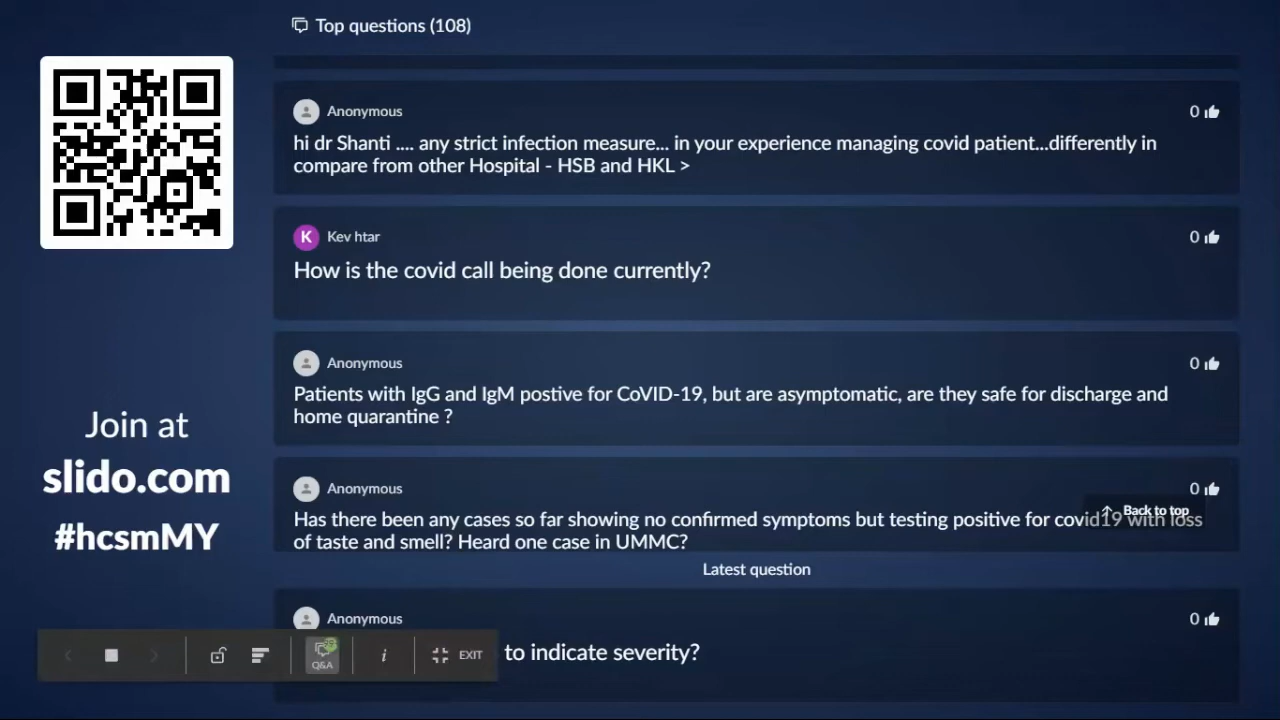 Top questions (108)
Anonymous
0
hi dr Shanti .... any strict infection measure... in your experience managing covid patient...differently in
compare from other Hospital - HSB and HKL >
K
Kev htar
0
How is the covid call being done currently?
Anonymous
0
Patients with IgG and IgM postive for CoVID-19, but are asymptomatic, are they safe for discharge and
home quarantine ?
Anonymous
0
Has there been any cases so far showing no confirmed symptoms but testing positive for covid19 with loss
of taste and smell? Heard one case in UMMC?
Back to top
Latest question
Anonymous
0
to indicate severity?
Join at
slido.com
#hcsmMY
Q&A
i
EXIT